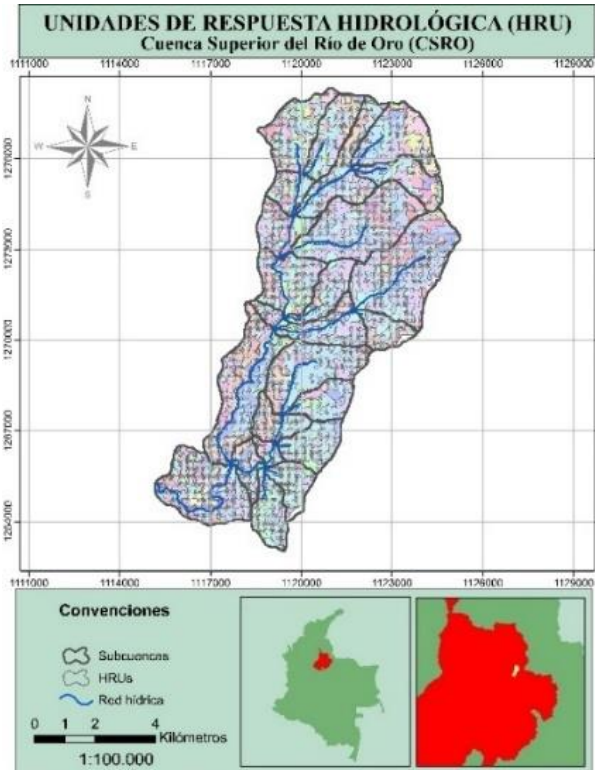 UNIDADES DE RESPUESTA HIDROLÓGICA (HRU)
Cuenca Superior del Río de Oro (CSRO)
1111000 1114000 1117000 1120000 1123000 1126000 1129000
N
W E
S
1276000
1273000
1270000
1267000
1264000
1111000 1114000 1117000 1120000 1123000 1126000 1129000
Convenciones
Subcuencas
HRUs
Red hídrica
0 1 2 4
Kilómetros
1:100.000